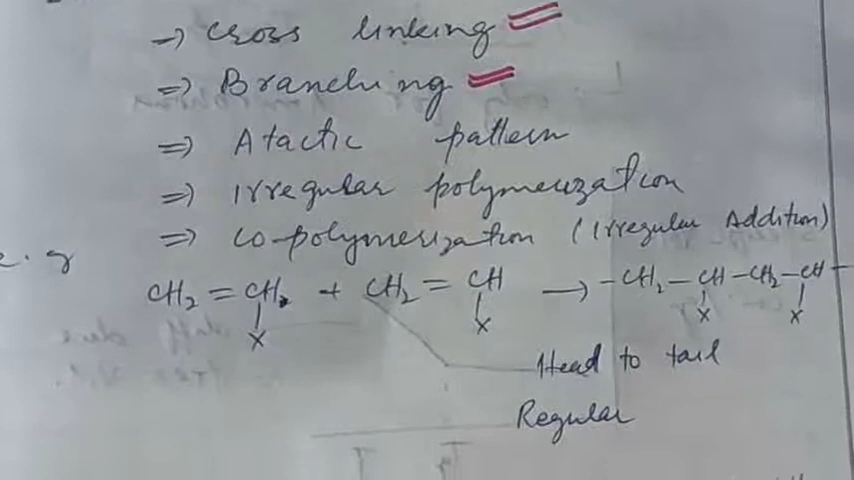 → Cross linking
⇒ Branching
⇒ Atactic pattern
⇒ Irregular polymerization
⇒ Co-polymerization (Irregular Addition)
e.g
CH₂ = CH₂ + CH₂ = CH → -CH₂-CH-CH₂-CH-
X X X X
Head to tail
Regular